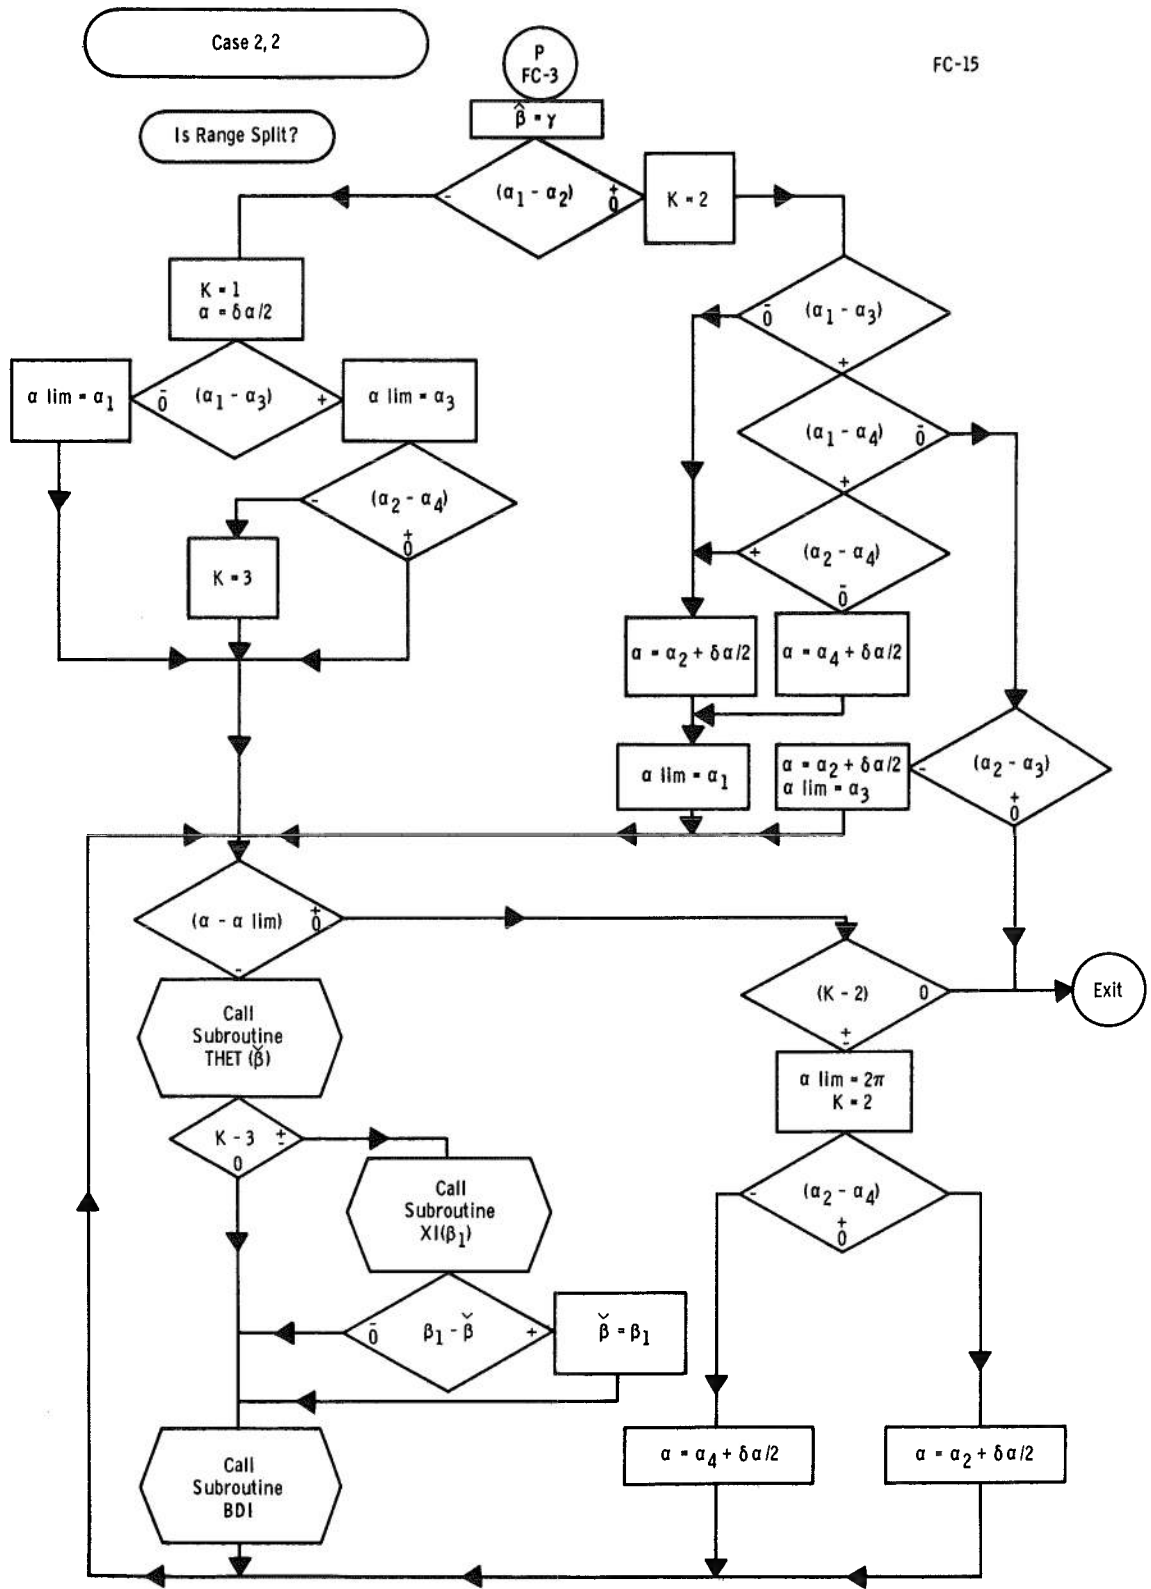 Case 2, 2
P
FC-3
FC-15
β̂ = γ
Is Range Split?
(α₁ - α₂)
-
+
0
K = 2
K = 1
α = δα/2
(α₁ - α₃)
-
0
+
α lim = α₁
(α₁ - α₃)
-
0
+
α lim = α₃
(α₁ - α₄)
-
0
+
(α₂ - α₄)
-
+
0
K = 3
(α₂ - α₄)
+
-
0
α = α₂ + δα/2
α = α₄ + δα/2
α lim = α₁
α = α₂ + δα/2
α lim = α₃
(α₂ - α₃)
-
+
0
(α - α lim)
+
0
-
(K - 2)
0
+
-
Exit
Call
Subroutine
THET (β̌)
α lim = 2π
K = 2
K - 3
+
-
0
Call
Subroutine
XI(β₁)
(α₂ - α₄)
-
+
0
β₁ - β̌
-
0
+
β̌ = β₁
Call
Subroutine
BDI
α = α₄ + δα/2
α = α₂ + δα/2